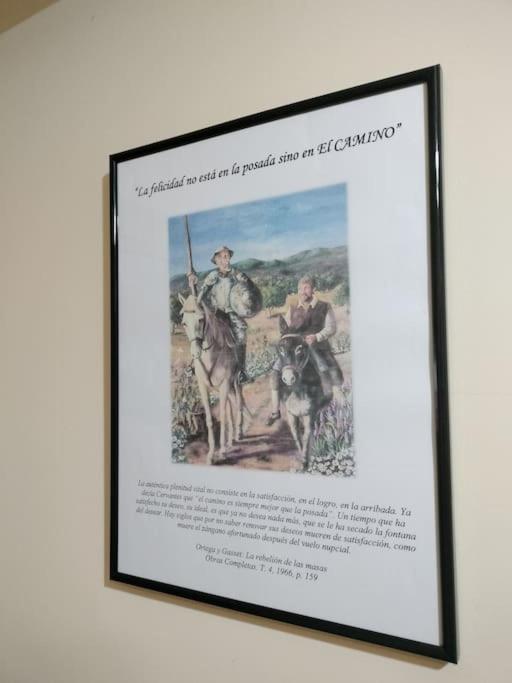 "La felicidad no está en la posada sino en El CAMINO"
La auténtica plenitud vital no consiste en la satisfacción, en el logro, en la arribada. Ya
decía Cervantes que "el camino es siempre mejor que la posada". Un tiempo que ha
satisfecho su deseo, su ideal, es que ya no desea nada más, que se le ha secado la fontana
del desear. Hay siglos que por no saber renovar sus deseos mueren de satisfacción, como
muere el zángano afortunado después del vuelo nupcial.
Ortega y Gasset: La rebelión de las masas
Obras Completas, T. 4, 1966, p. 159